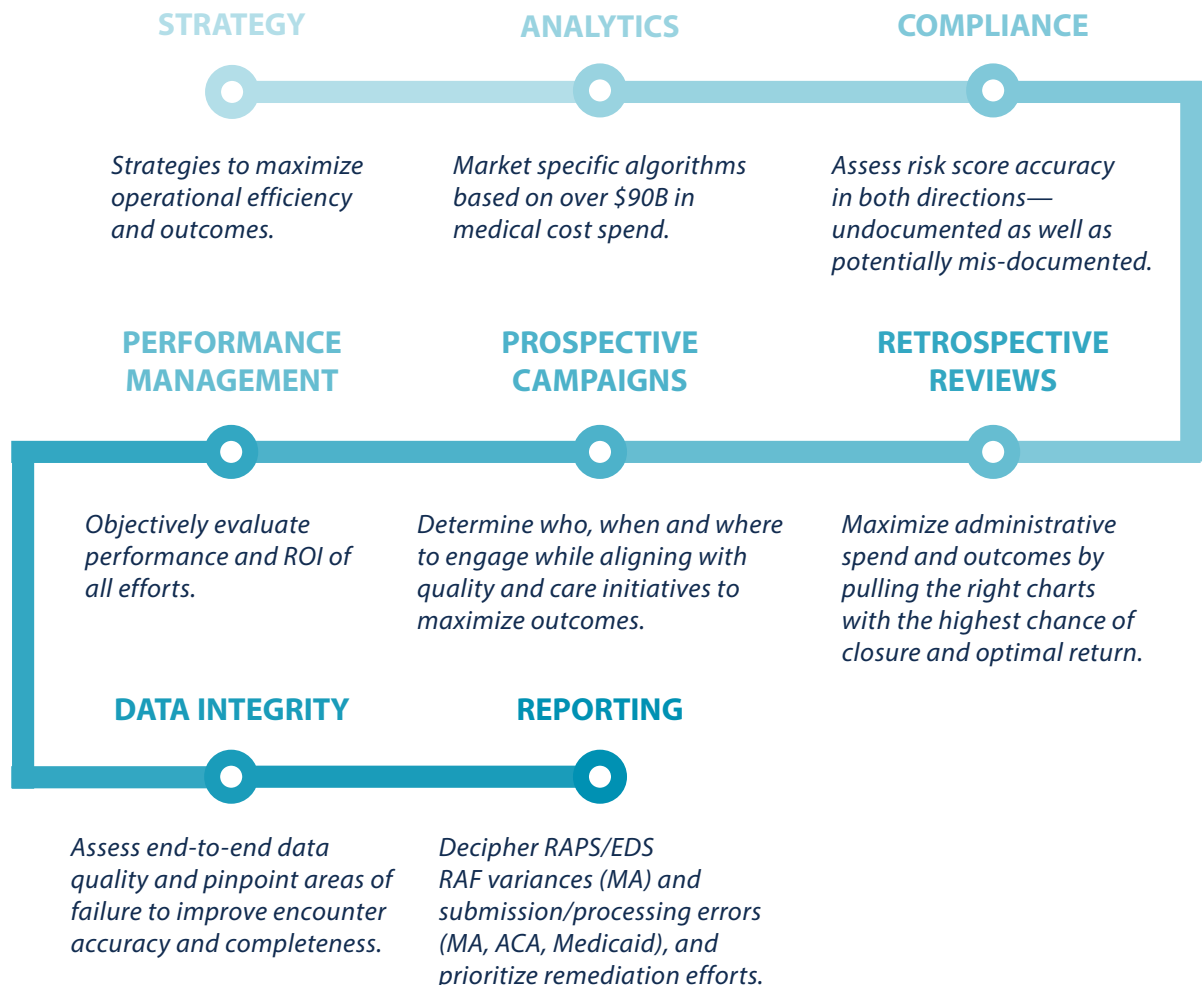 STRATEGY
Strategies to maximize
operational efficiency
and outcomes.
ANALYTICS
Market specific algorithms
based on over $90B in
medical cost spend.
COMPLIANCE
Assess risk score accuracy
in both directions—
undocumented as well as
potentially mis-documented.
PERFORMANCE
MANAGEMENT
Objectively evaluate
performance and ROI of
all efforts.
PROSPECTIVE
CAMPAIGNS
Determine who, when and where
to engage while aligning with
quality and care initiatives to
maximize outcomes.
RETROSPECTIVE
REVIEWS
Maximize administrative
spend and outcomes by
pulling the right charts
with the highest chance of
closure and optimal return.
DATA INTEGRITY
Assess end-to-end data
quality and pinpoint areas of
failure to improve encounter
accuracy and completeness.
REPORTING
Decipher RAPS/EDS
RAF variances (MA) and
submission/processing errors
(MA, ACA, Medicaid), and
prioritize remediation efforts.